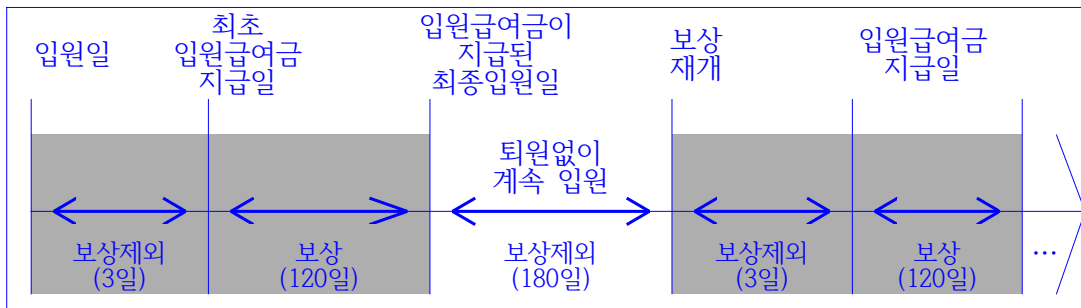 입원일
최초
입원급여금
지급일
입원급여금이
지급된
최종입원일
보상
재개
입원급여금
지급일
퇴원없이
계속 입원
보상제외
(3일)
보상
(120일)
보상제외
(180일)
보상제외
(3일)
보상
(120일)
…